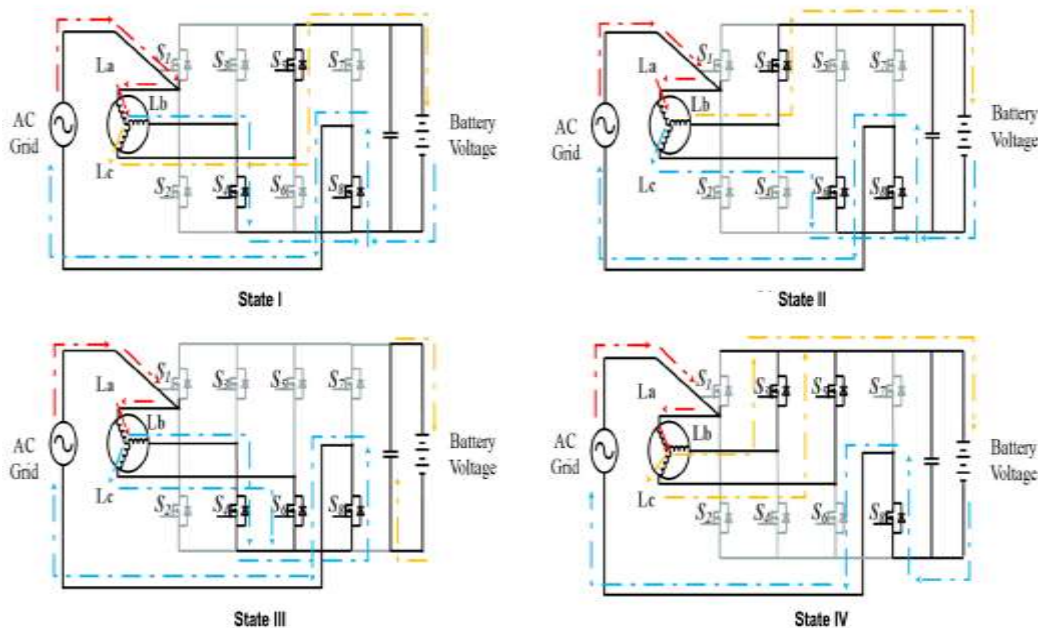 S1 S3 S5 S7
La
Lb
AC
Grid
Battery
Voltage
Lc
S2 S4 S6 S8
State I
S1 S3 S5 S7
La
Lb
AC
Grid
Battery
Voltage
Lc
S2 S4 S6 S8
State II
S1 S3 S5 S7
La
Lb
AC
Grid
Battery
Voltage
Lc
S2 S4 S6 S8
State III
S1 S3 S5 S7
La
Lb
AC
Grid
Battery
Voltage
Lc
S2 S4 S6 S8
State IV